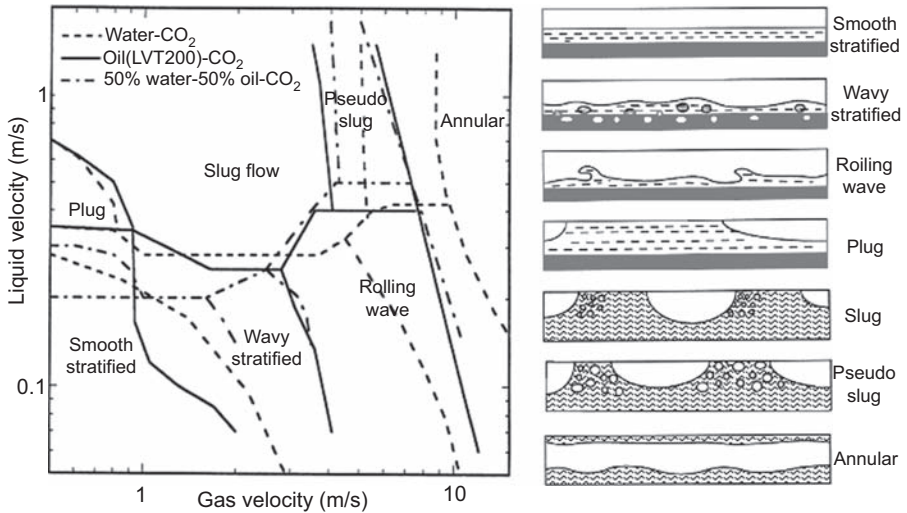 Water-CO₂
Oil(LVT200)-CO₂
50% water-50% oil-CO₂
Pseudo
slug
Annular
Slug flow
Plug
Rolling
wave
Smooth
stratified
Wavy
stratified
1
0.1
Liquid velocity (m/s)
1
10
Gas velocity (m/s)
Smooth
stratified
Wavy
stratified
Roiling
wave
Plug
Slug
Pseudo
slug
Annular